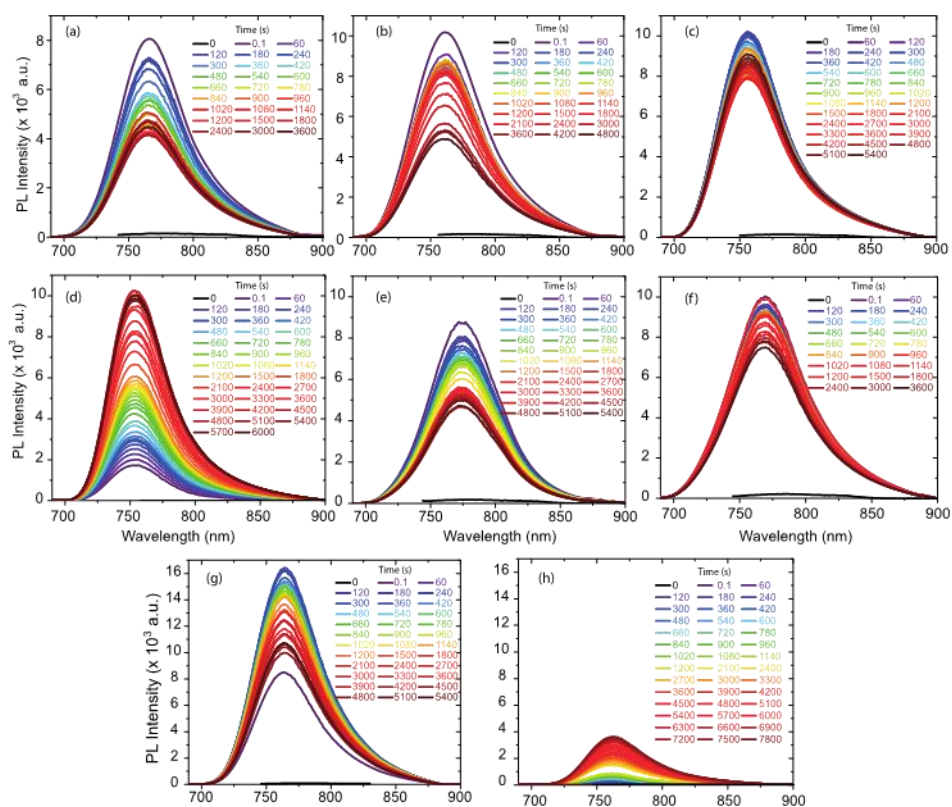 (a)
Time (s)
0 0.1 60
120 180 240
300 360 420
480 540 600
660 720 780
840 900 960
1020 1080 1140
1200 1500 1800
2400 3000 3600
8
6
4
2
0
PL Intensity (x 10³ a.u.)
700 750 800 850 900
(b)
Time (s)
0 0.1 60
120 180 240
300 360 420
480 540 600
660 720 780
840 900 960
1020 1080 1140
1200 1500 1800
2100 2400 3000
3600 4200 4800
10
8
6
4
2
0
700 750 800 850 900
(c)
Time (s)
0 60 120
180 240 300
360 420 480
540 600 660
720 780 840
900 960 1020
1080 1140 1200
1500 1800 2100
2400 2700 3000
3300 3600 3900
4200 4500 4800
5100 5400
10
8
6
4
2
0
700 750 800 850 900
(d)
Time (s)
0 0.1 60
120 180 240
300 360 420
480 540 600
660 720 780
840 900 960
1020 1080 1140
1200 1500 1800
2100 2400 2700
3000 3300 3600
3900 4200 4500
4800 5100 5400
5700 6000
10
8
6
4
2
0
PL Intensity (x 10³ a.u.)
700 750 800 850 900
Wavelength (nm)
(e)
Time (s)
0 0.1 60
120 180 240
300 360 420
480 540 600
660 720 780
840 900 960
1020 1080 1140
1200 1500 1800
2100 2400 2700
3000 3300 3600
3900 4200 4500
4800 5100 5400
10
8
6
4
2
0
700 750 800 850 900
Wavelength (nm)
(f)
Time (s)
0 0.1 60
120 180 240
300 360 420
480 540 600
660 720 780
840 900 960
1020 1080 1140
1200 1500 1800
2400 3000 3600
10
8
6
4
2
0
700 750 800 850 900
Wavelength (nm)
(g)
Time (s)
0 0.1 60
120 180 240
300 360 420
480 540 600
660 720 780
840 900 960
1020 1080 1140
1200 1500 1800
2100 2400 2700
3000 3300 3600
3900 4200 4500
4800 5100 5400
16
14
12
10
8
6
4
2
0
PL Intensity (x 10³ a.u.)
700 750 800 850 900
Wavelength (nm)
(h)
Time (s)
0 0.1 60
120 180 240
300 360 420
480 540 600
660 720 780
840 900 960
1020 1080 1140
1200 2100 2400
2700 3000 3300
3600 3900 4200
4500 4800 5100
5400 5700 6000
6300 6600 6900
7200 7500 7800
16
14
12
10
8
6
4
2
0
700 750 800 850 900
Wavelength (nm)